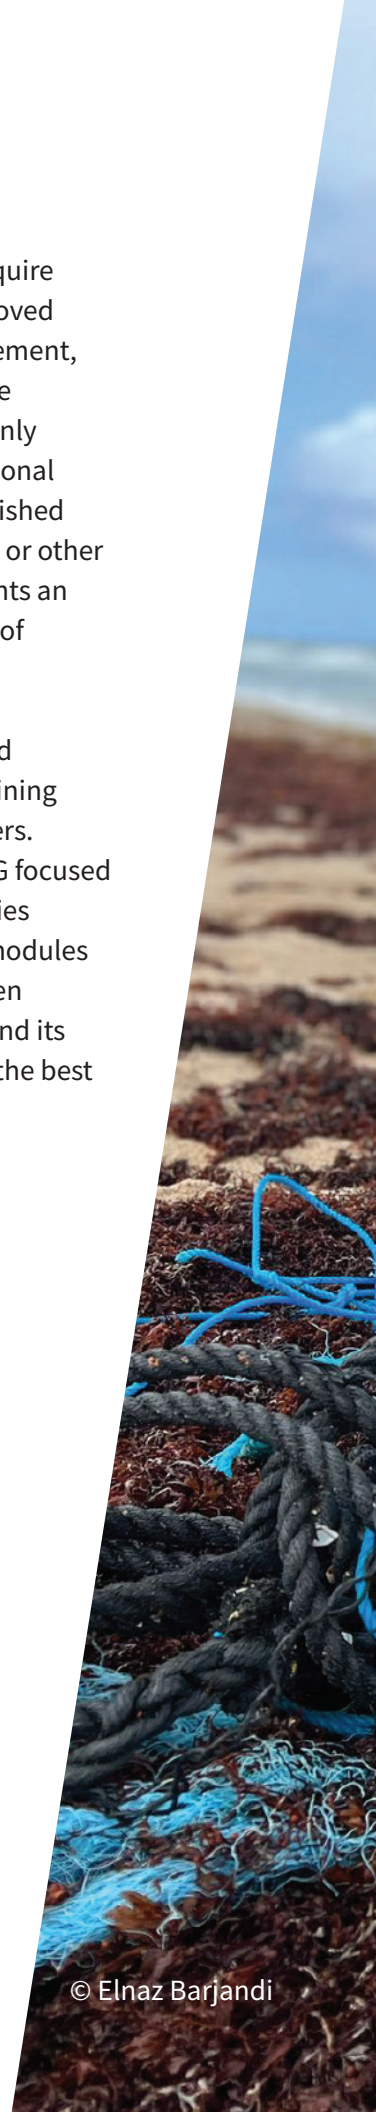 quire
oved
ement,
e
nly
onal
ished
or other
nts an
of
d
ining
ers.
G focused
ies
nodules
en
nd its
the best
© Elnaz Barjandi